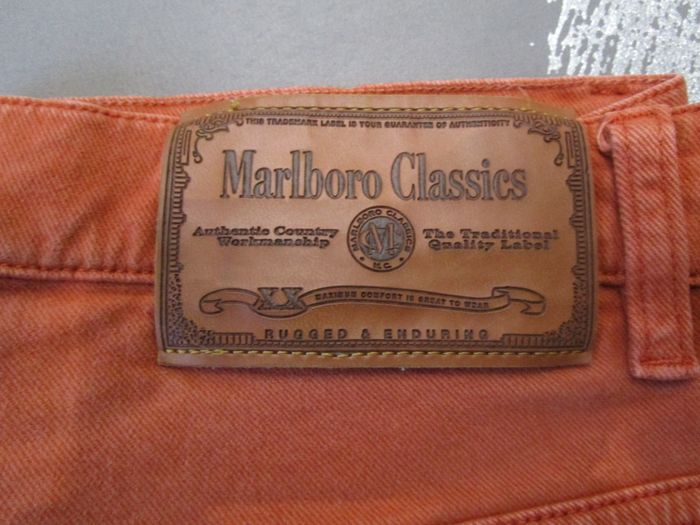 THIS TRADEMARK LABEL IS YOUR GUARANTEE OF AUTHENTICITY
Marlboro Classics
Authentic Country
Workmanship
MARLBORO CLASSICS
MC
M.C.
The Traditional
Quality Label
XX
MAXIMUM COMFORT IS GREAT TO WEAR
RUGGED & ENDURING